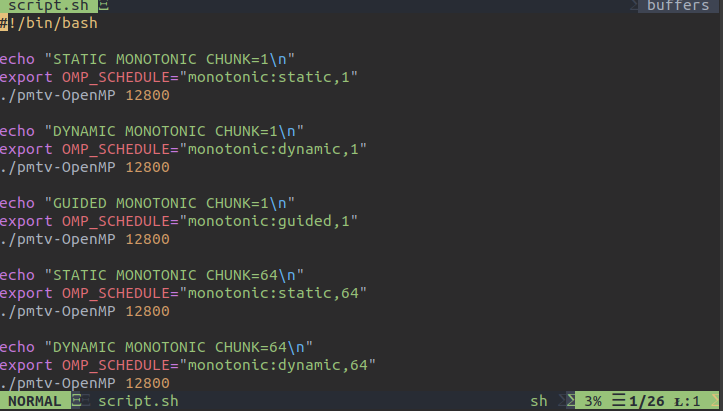 script.sh buffers
#!/bin/bash
echo "STATIC MONOTONIC CHUNK=1\n"
export OMP_SCHEDULE="monotonic:static,1"
./pmtv-OpenMP 12800
echo "DYNAMIC MONOTONIC CHUNK=1\n"
export OMP_SCHEDULE="monotonic:dynamic,1"
./pmtv-OpenMP 12800
echo "GUIDED MONOTONIC CHUNK=1\n"
export OMP_SCHEDULE="monotonic:guided,1"
./pmtv-OpenMP 12800
echo "STATIC MONOTONIC CHUNK=64\n"
export OMP_SCHEDULE="monotonic:static,64"
./pmtv-OpenMP 12800
echo "DYNAMIC MONOTONIC CHUNK=64\n"
export OMP_SCHEDULE="monotonic:dynamic,64"
./pmtv-OpenMP 12800
NORMAL script.sh sh 3% ☰ 1/26 Ł:1